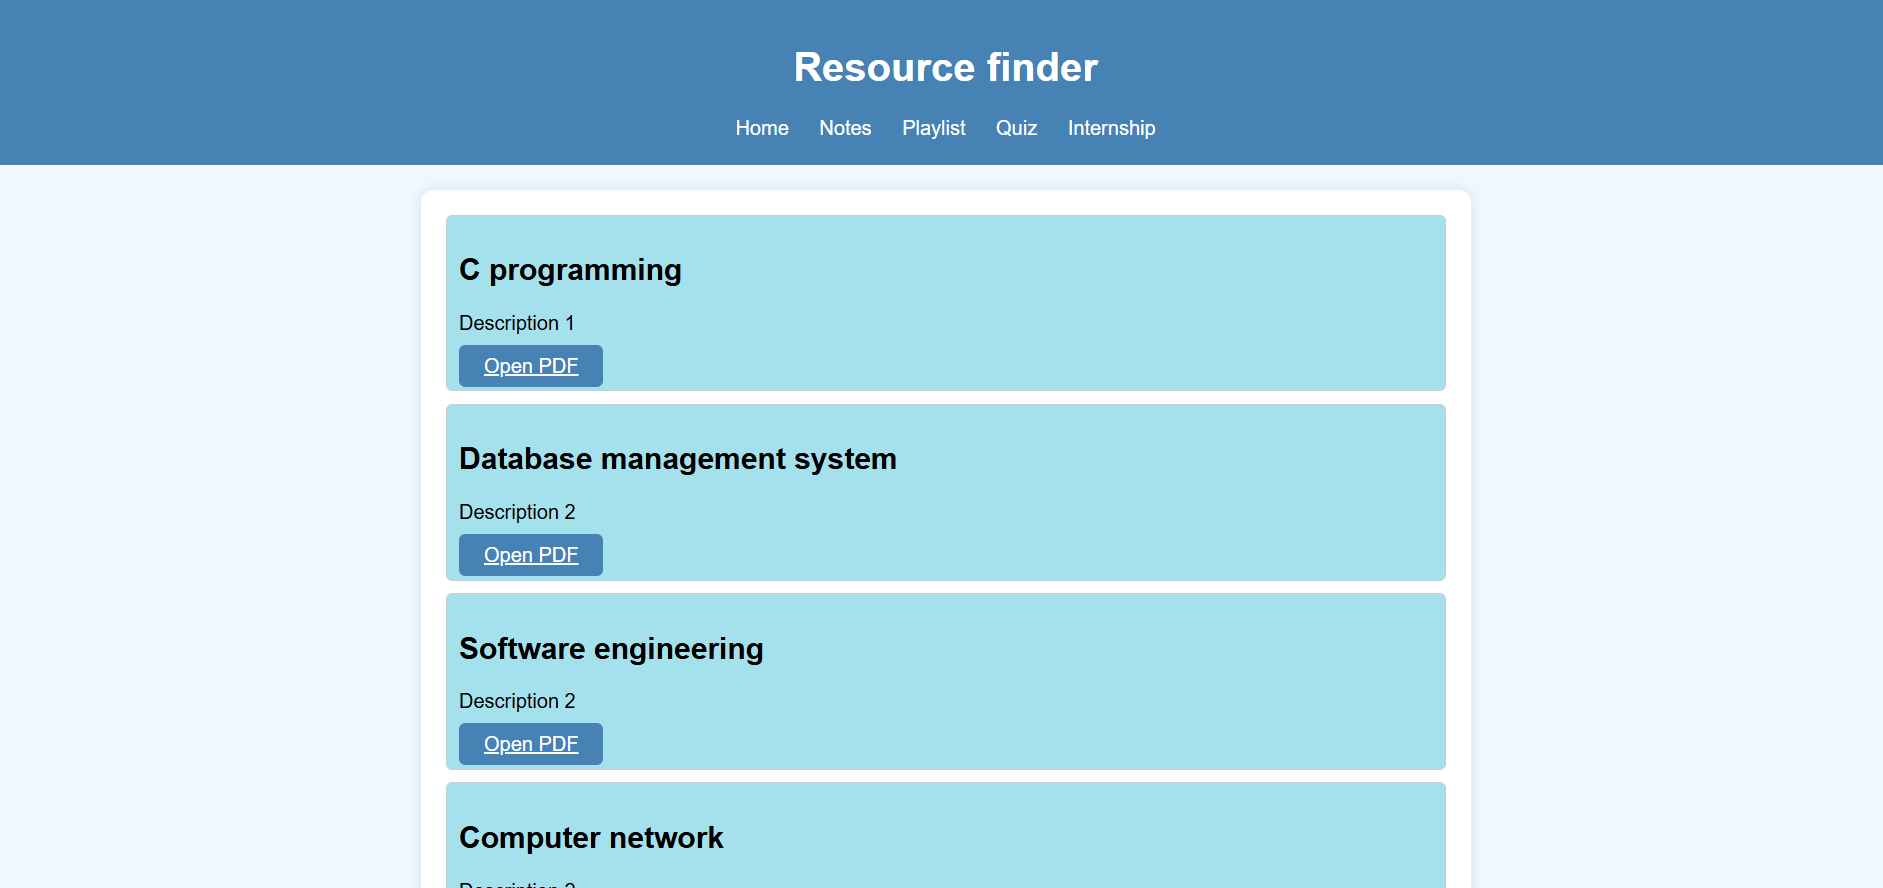 Resource finder
Home Notes Playlist Quiz Internship
C programming
Description 1
Open PDF
Database management system
Description 2
Open PDF
Software engineering
Description 2
Open PDF
Computer network
Description